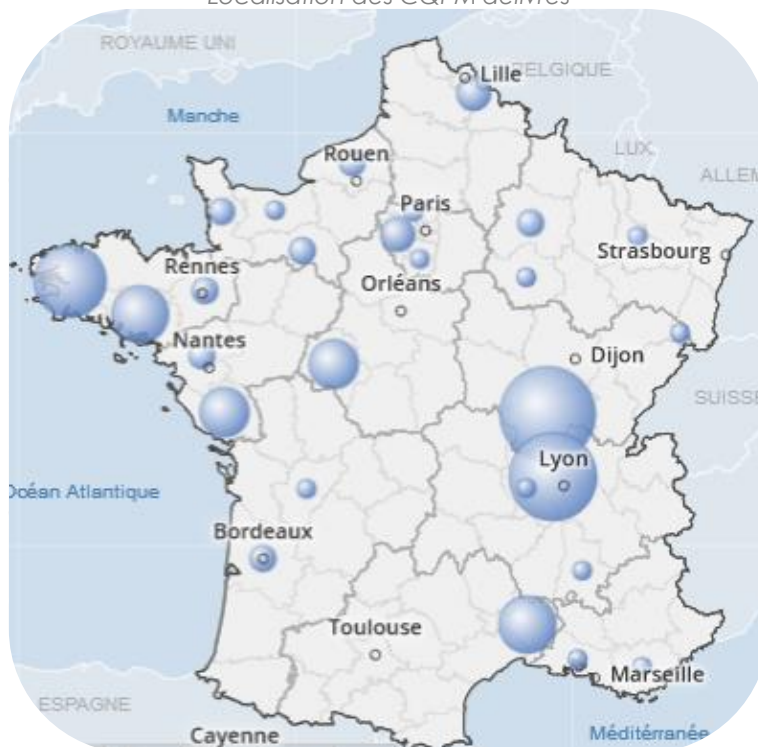 Localisation des CQPM délivrés
ROYAUME UNI
Lille
BELGIQUE
Manche
LUX.
Rouen
ALLEM
Paris
Strasbourg
Rennes
Orléans
Nantes
Dijon
SUISSE
Lyon
Océan Atlantique
Bordeaux
Toulouse
Marseille
ESPAGNE
Cayenne
Méditérranée